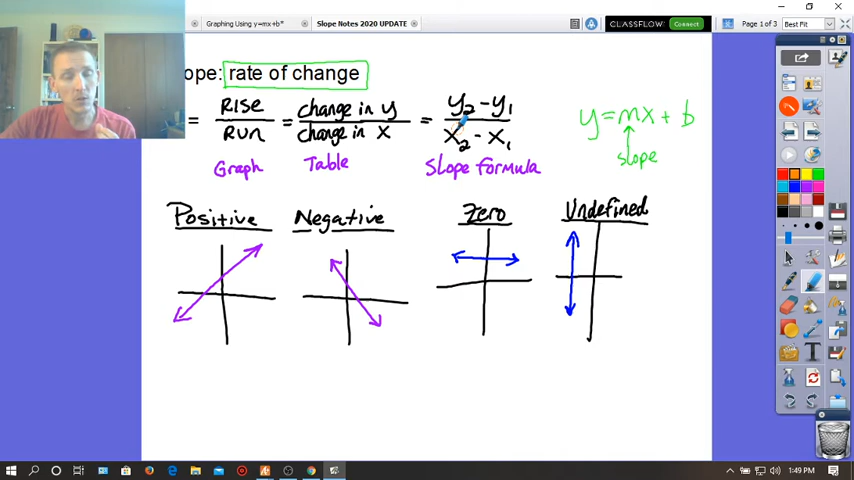 Graphing Using y=mx+b*
Slope Notes 2020 UPDATE
CLASSFLOW
Connect
Page 1 of 3
Best Fit
ope: rate of change
= Rise/Run = change in y/change in x = y₂-y₁/x₂-x₁
y=mx+b
slope
Graph Table Slope formula
Positive Negative Zero Undefined
T
1:49 PM